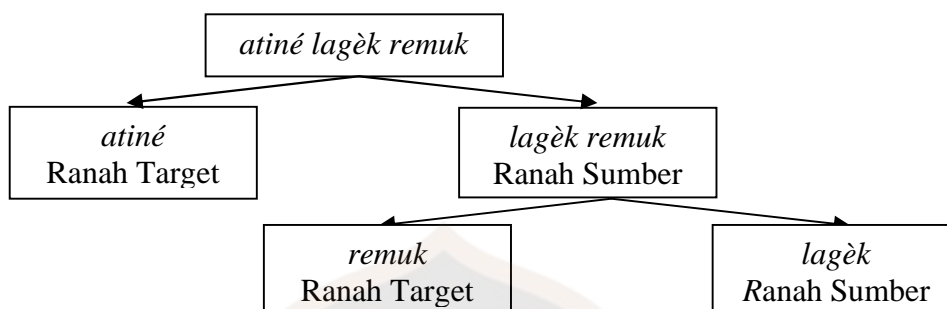 atiné lagèk remuk
atiné
Ranah Target
lagèk remuk
Ranah Sumber
remuk
Ranah Target
lagèk
Ranah Sumber